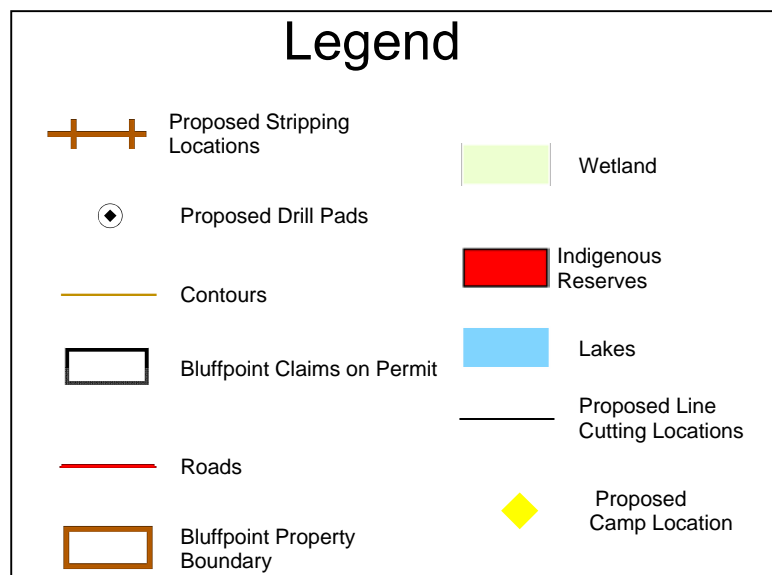 Legend
Proposed Stripping
Locations
Proposed Drill Pads
Contours
Bluffpoint Claims on Permit
Roads
Bluffpoint Property
Boundary
Wetland
Indigenous
Reserves
Lakes
Proposed Line
Cutting Locations
Proposed
Camp Location